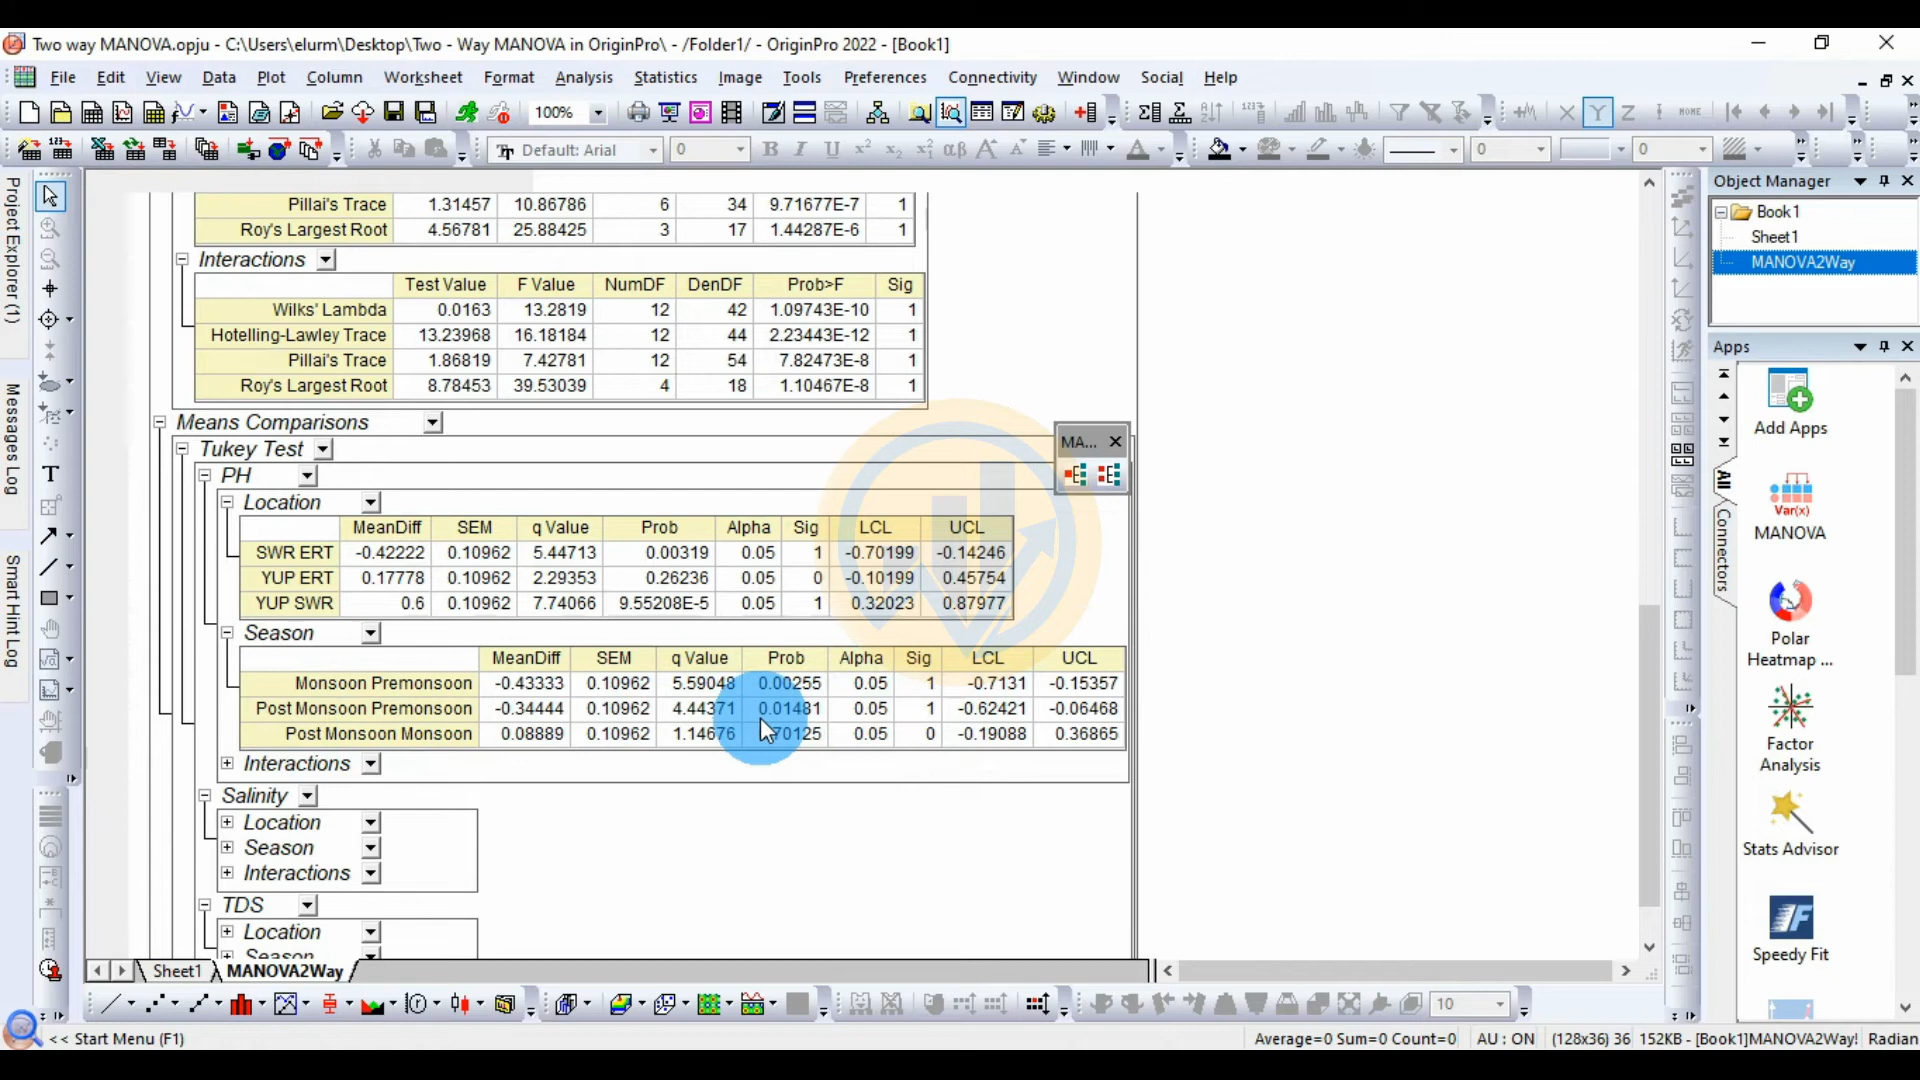 Two way MANOVA.opju - C:\Users\elurm\Desktop\Two - Way MANOVA in OriginPro\ - /Folder1/ - OriginPro 2022 - [Book1]
File Edit View Data Plot Column Worksheet Format Analysis Statistics Image Tools Preferences Connectivity Window Social Help
100%
Default: Arial 0 B I U 0 0
Project Explorer (1)
Messages Log
Smart Hint Log
Pillai's Trace 1.31457 10.86786 6 34 9.71677E-7 1
Roy's Largest Root 4.56781 25.88425 3 17 1.44287E-6 1
Interactions
Test Value F Value NumDF DenDF Prob>F Sig
Wilks' Lambda 0.0163 13.2819 12 42 1.09743E-10 1
Hotelling-Lawley Trace 13.23968 16.18184 12 44 2.23443E-12 1
Pillai's Trace 1.86819 7.42781 12 54 7.82473E-8 1
Roy's Largest Root 8.78453 39.53039 4 18 1.10467E-8 1
Means Comparisons
Tukey Test
PH
Location
MeanDiff SEM q Value Prob Alpha Sig LCL UCL
SWR ERT -0.42222 0.10962 5.44713 0.00319 0.05 1 -0.70199 -0.14246
YUP ERT 0.17778 0.10962 2.29353 0.26236 0.05 0 -0.10199 0.45754
YUP SWR 0.6 0.10962 7.74066 9.55208E-5 0.05 1 0.32023 0.87977
Season
MeanDiff SEM q Value Prob Alpha Sig LCL UCL
Monsoon Premonsoon -0.43333 0.10962 5.59048 0.00255 0.05 1 -0.7131 -0.15357
Post Monsoon Premonsoon -0.34444 0.10962 4.44371 0.01481 0.05 1 -0.62421 -0.06468
Post Monsoon Monsoon 0.08889 0.10962 1.14676 0.05 0 -0.19088 0.36865
Interactions
Salinity
Location
Season
Interactions
TDS
Location
Season
MA...
Object Manager
Book1
Sheet1
MANOVA2Way
Apps
All
Connectors
Add Apps
Var(x)
MANOVA
Polar
Heatmap ...
Factor
Analysis
Stats Advisor
Speedy Fit
Sheet1 MANOVA2Way
10
<< Start Menu (F1) Average=0 Sum=0 Count=0 AU : ON (128x36) 36 152KB - [Book1]MANOVA2Way! Radian